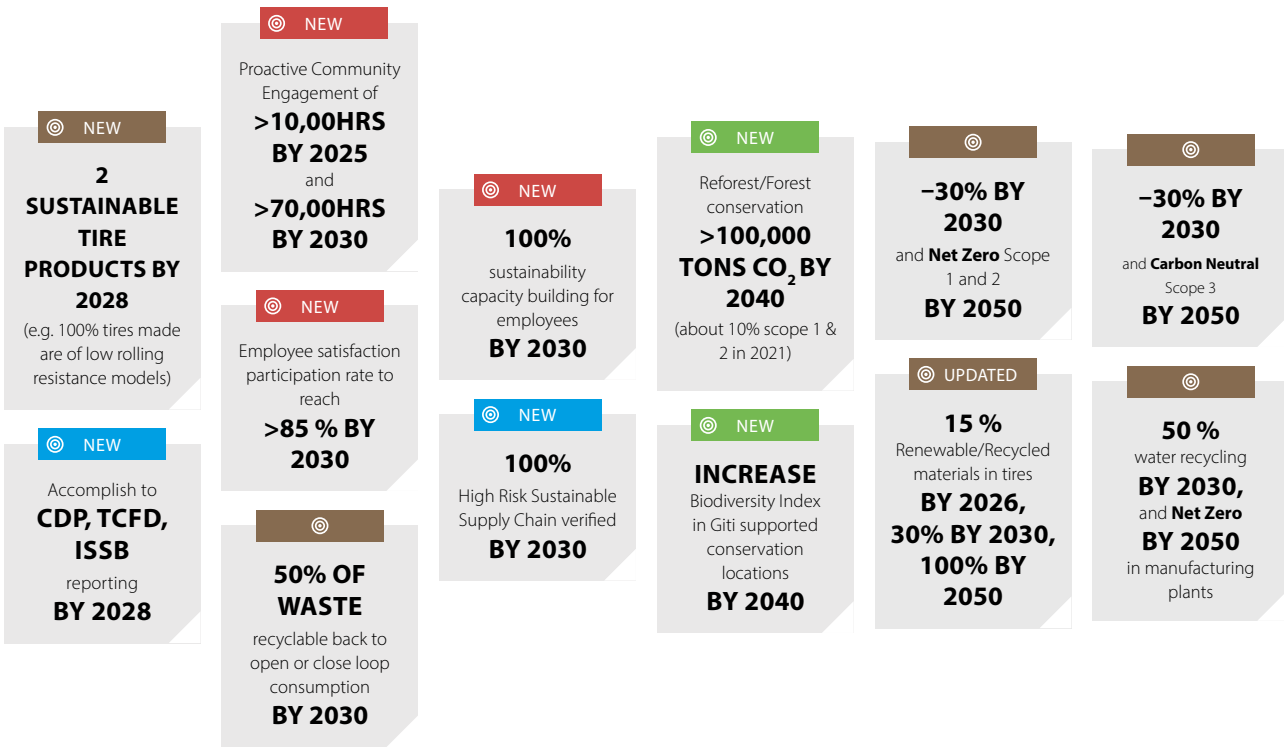 NEW
2
SUSTAINABLE
TIRE
PRODUCTS BY
2028
(e.g. 100% tires made
are of low rolling
resistance models)
NEW
Accomplish to
CDP, TCFD,
ISSB
reporting
BY 2028
NEW
Proactive Community
Engagement of
>10,00HRS
BY 2025
and
>70,00HRS
BY 2030
NEW
Employee satisfaction
participation rate to
reach
>85 % BY
2030
50% OF
WASTE
recyclable back to
open or close loop
consumption
BY 2030
NEW
100%
sustainability
capacity building for
employees
BY 2030
NEW
100%
High Risk Sustainable
Supply Chain verified
BY 2030
NEW
Reforest/Forest
conservation
>100,000
TONS CO₂ BY
2040
(about 10% scope 1 &
2 in 2021)
NEW
INCREASE
Biodiversity Index
in Giti supported
conservation
locations
BY 2040
−30% BY
2030
and Net Zero Scope
1 and 2
BY 2050
UPDATED
15 %
Renewable/Recycled
materials in tires
BY 2026,
30% BY 2030,
100% BY
2050
−30% BY
2030
and Carbon Neutral
Scope 3
BY 2050
50 %
water recycling
BY 2030,
and Net Zero
BY 2050
in manufacturing
plants